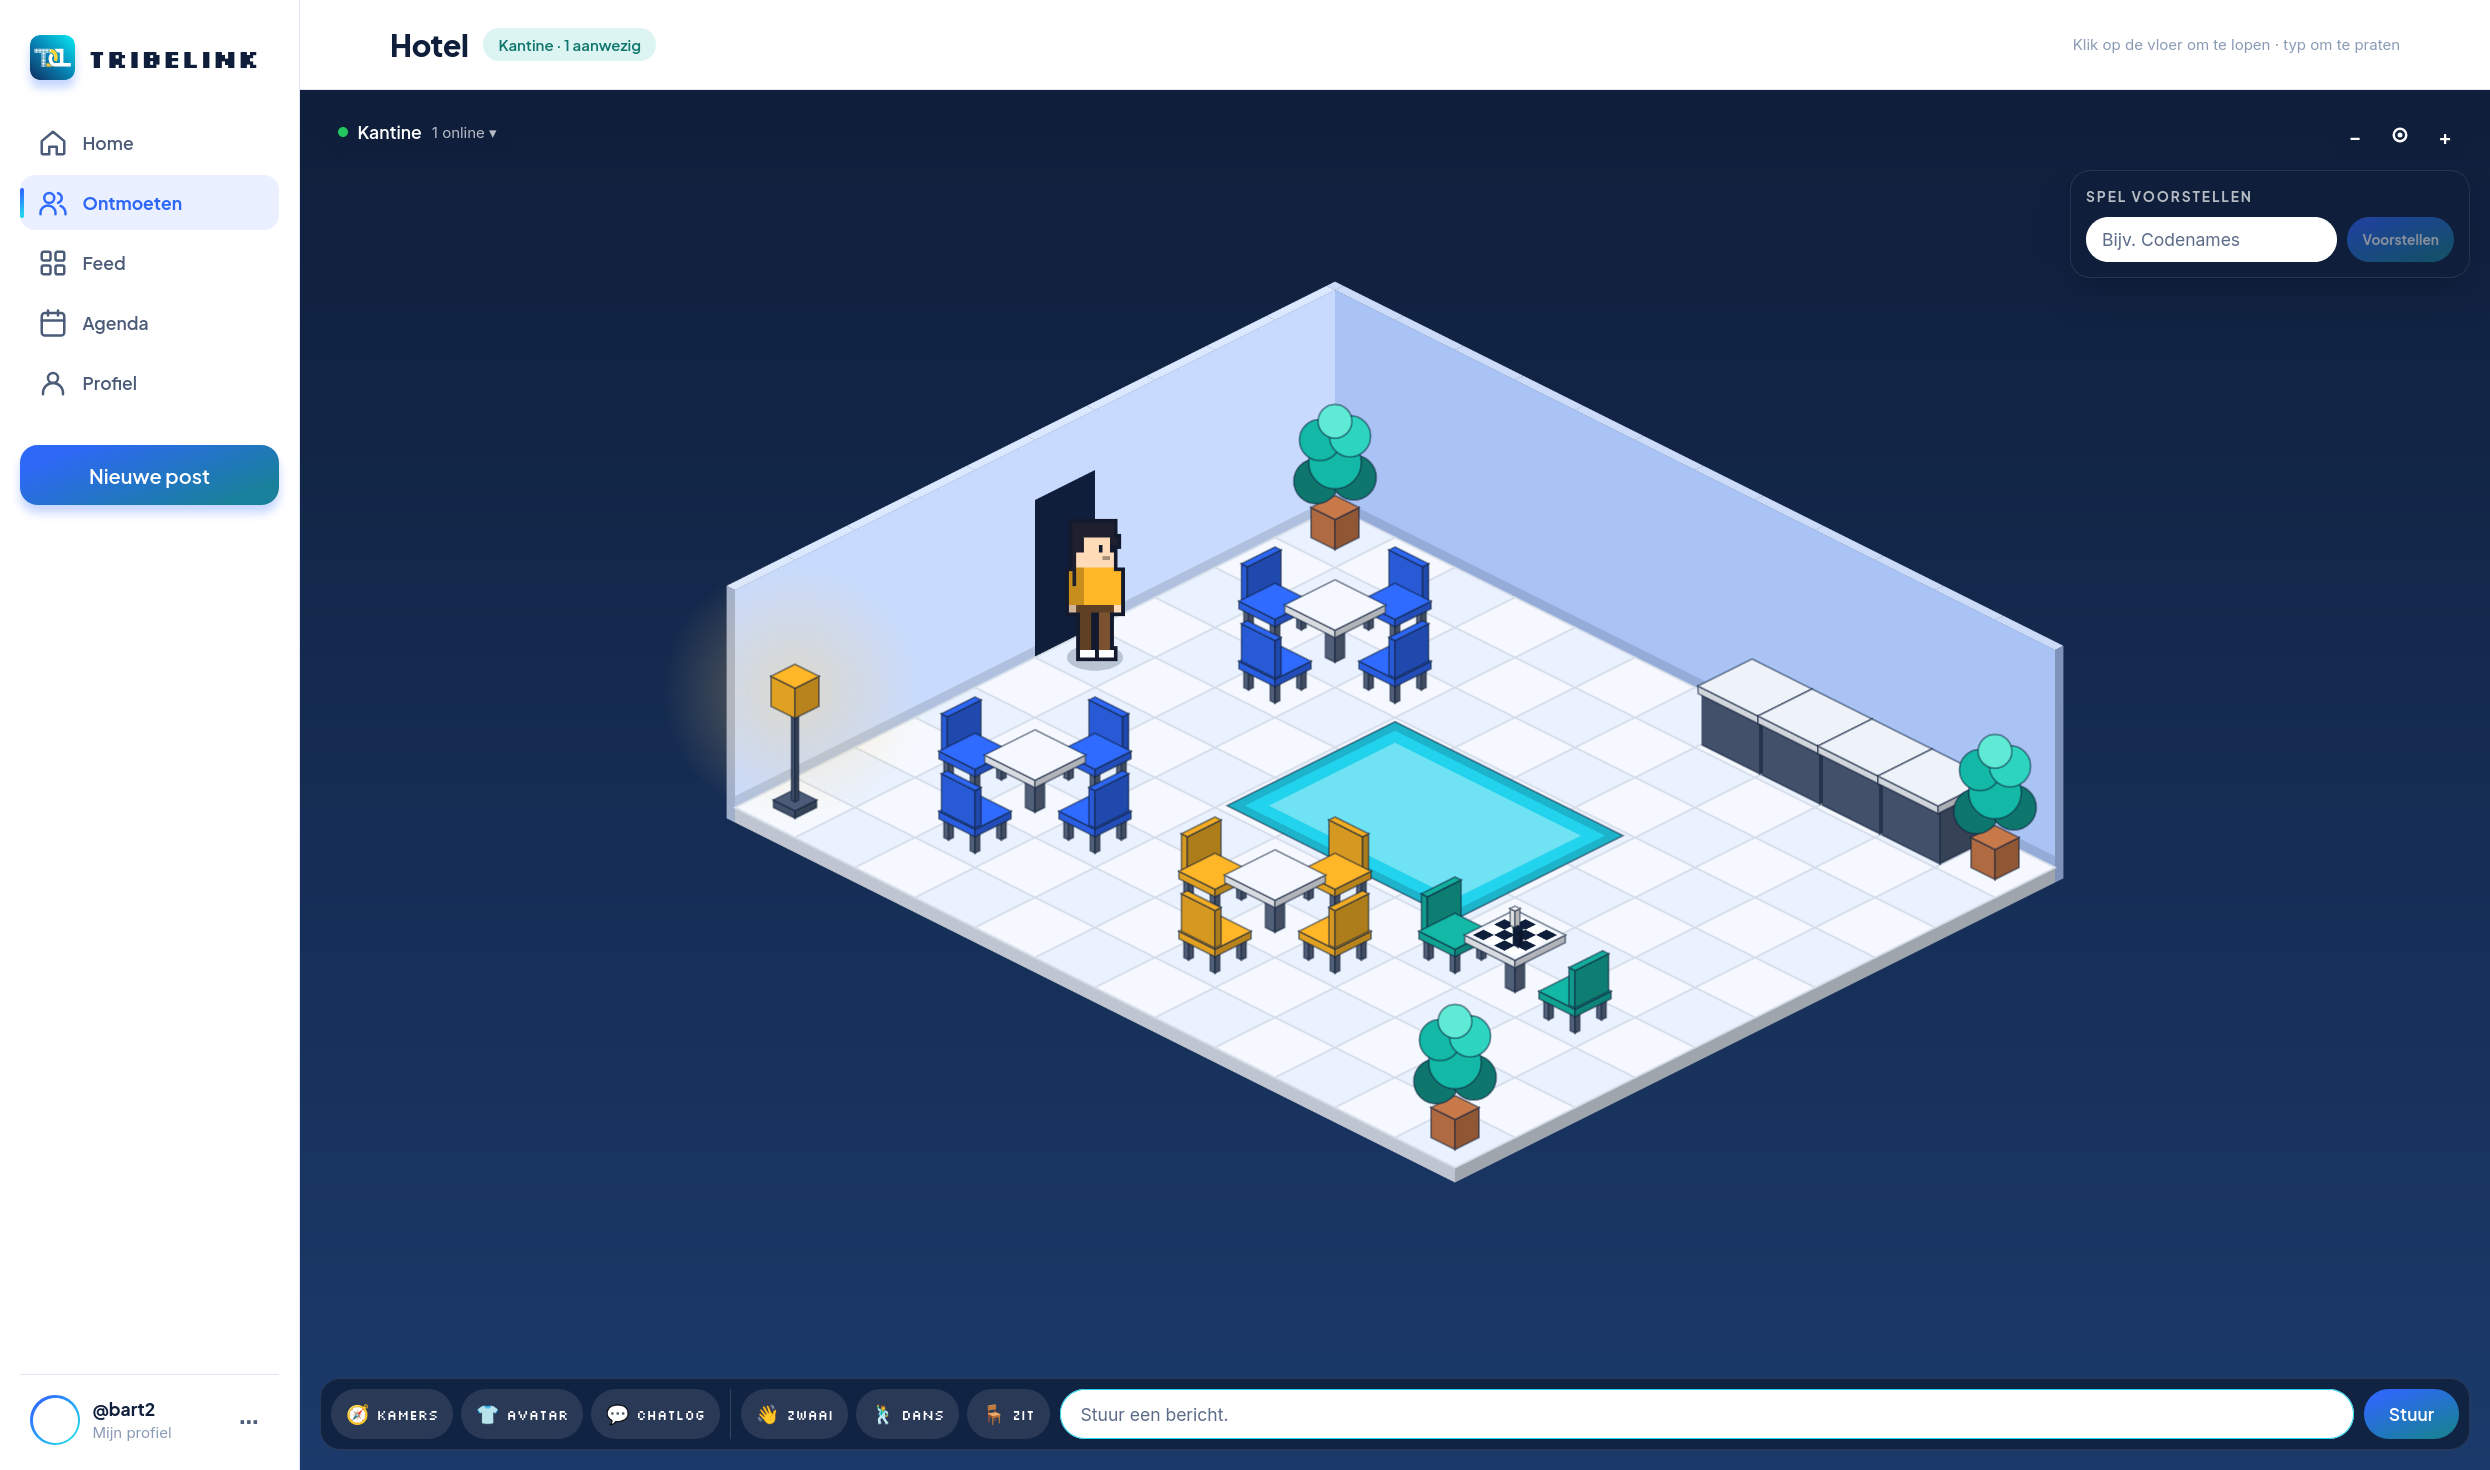 TRIBELINK
Home
Ontmoeten
Feed
Agenda
Profiel
Nieuwe post
@bart2
Mijn profiel
...
Hotel
Kantine · 1 aanwezig
Klik op de vloer om te lopen · typ om te praten
Kantine 1 online ▾
− +
SPEL VOORSTELLEN
Bijv. Codenames
Voorstellen
KAMERS
AVATAR
CHATLOG
ZWAAI
DANS
ZIT
Stuur een bericht.
Stuur